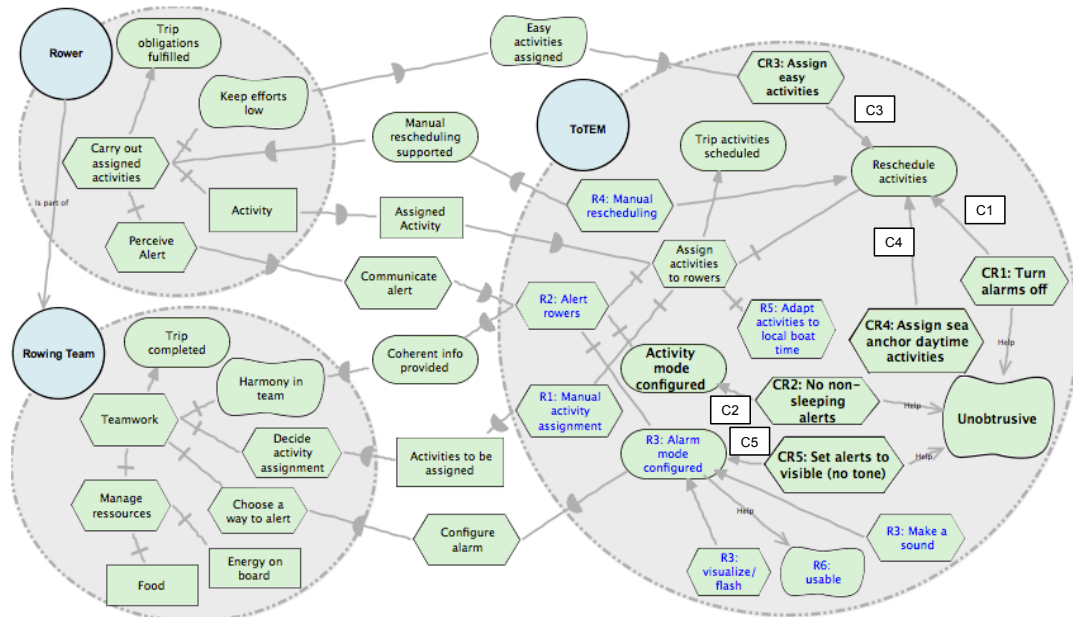 Rower
Trip
obligations
fulfilled
Keep efforts
low
Carry out
assigned
activities
Activity
Is part of
Perceive
Alert
Easy
activities
assigned
Manual
rescheduling
supported
Assigned
Activity
Communicate
alert
Coherent info
provided
Activities to be
assigned
Configure
alarm
Rowing Team
Trip
completed
Harmony in
team
Teamwork
Decide
activity
assignment
Manage
ressources
Choose a
way to alert
Food
Energy on
board
ToTEM
CR3: Assign
easy
activities
C3
Trip activities
scheduled
Reschedule
activities
R4: Manual
rescheduling
C1
C4
Assign
activities
to rowers
CR1: Turn
alarms off
R2: Alert
rowers
R5: Adapt
activities to
local boat
time
CR4: Assign sea
anchor daytime
activities
Help
Activity
mode
configured
R1: Manual
activity
assignment
CR2: No non-
sleeping
alerts
Help
Unobtrusive
C2
C5
R3: Alarm
mode
configured
CR5: Set alerts to
visible (no tone)
Help
Help
R3: Make a
sound
R3:
visualize/
flash
R6:
usable